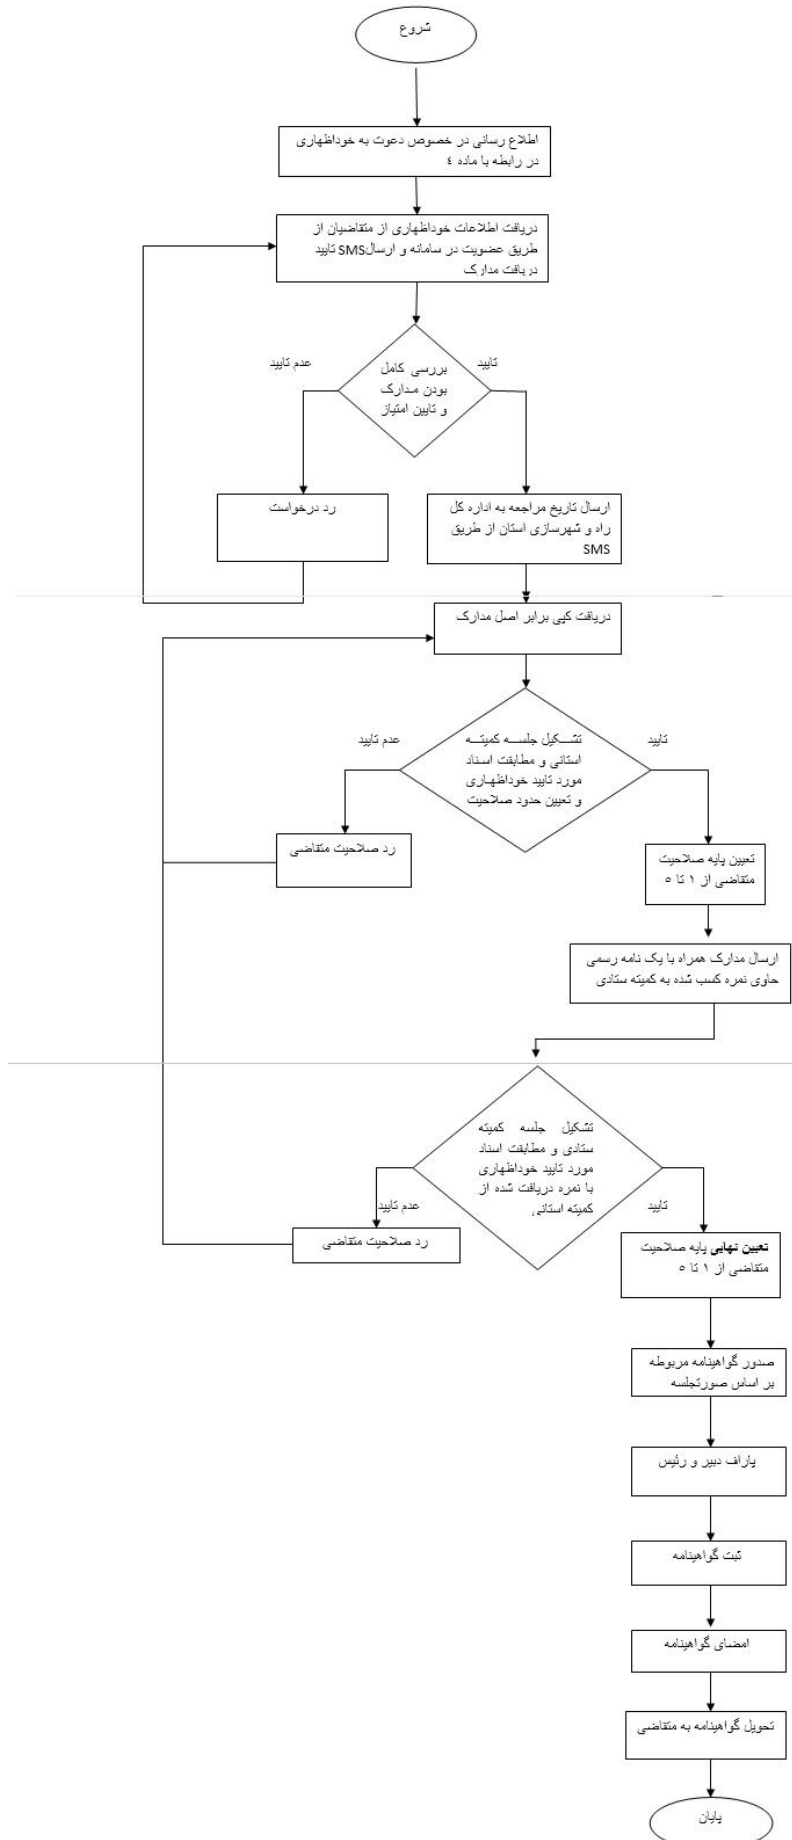 شروع
اطلاع رسانی در خصوص دعوت به خوداظهاری
در رابطه با ماده ٤
دریافت اطلاعات خوداظهاری از متقاضیان از
طریق عضویت در سامانه و ارسالSMS تایید
دریافت مدارک
عدم تایید
تایید
بررسی کامل
بودن مدارک
و تایین امتیاز
رد درخواست
ارسال تاریخ مراجعه به اداره کل
راه و شهرسازی استان از طریق
SMS
دریافت کپی برابر اصل مدارک
عدم تایید
تایید
تشکیل جلسه کمیته
استانی و مطابقت اسناد
مورد تایید خوداظهاری
و تعیین حدود صلاحیت
رد صلاحیت متقاضی
تعیین پایه صلاحیت
متقاضی از ۱ تا ٥
ارسال مدارک همراه با یک نامه رسمی
حاوی نمره کسب شده به کمیته ستادی
تشکیل جلسه کمیته
ستادی و مطابقت اسناد
مورد تایید خوداظهاری
با نمره دریافت شده از
کمیته استانی
عدم تایید
تایید
رد صلاحیت متقاضی
تعیین نهایی پایه صلاحیت
متقاضی از ۱ تا ٥
صدور گواهینامه مربوطه
بر اساس صورتجلسه
پاراف دبیر و رئیس
ثبت گواهینامه
امضای گواهینامه
تحویل گواهینامه به متقاضی
پایان